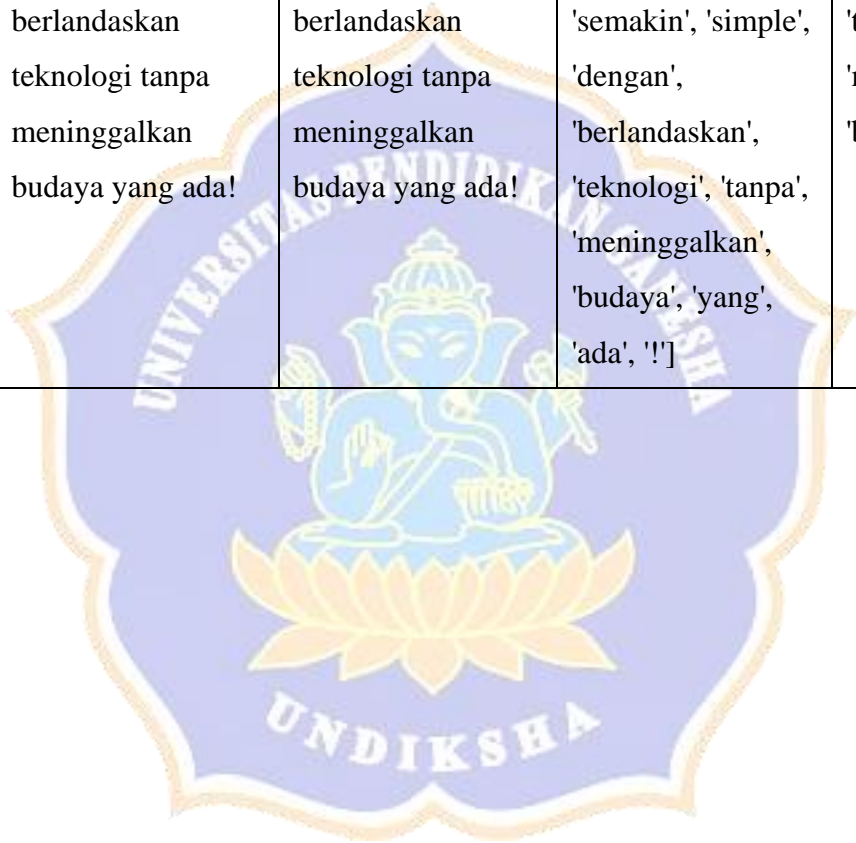 berlandaskan
teknologi tanpa
meninggalkan
budaya yang ada!
berlandaskan
teknologi tanpa
meninggalkan
budaya yang ada!
'semakin', 'simple',
'dengan',
'berlandaskan',
'teknologi', 'tanpa',
'meninggalkan',
'budaya', 'yang',
'ada', '!']
UNIVERSITAS PENDIDIKAN GANESHA
UNDIKSHA